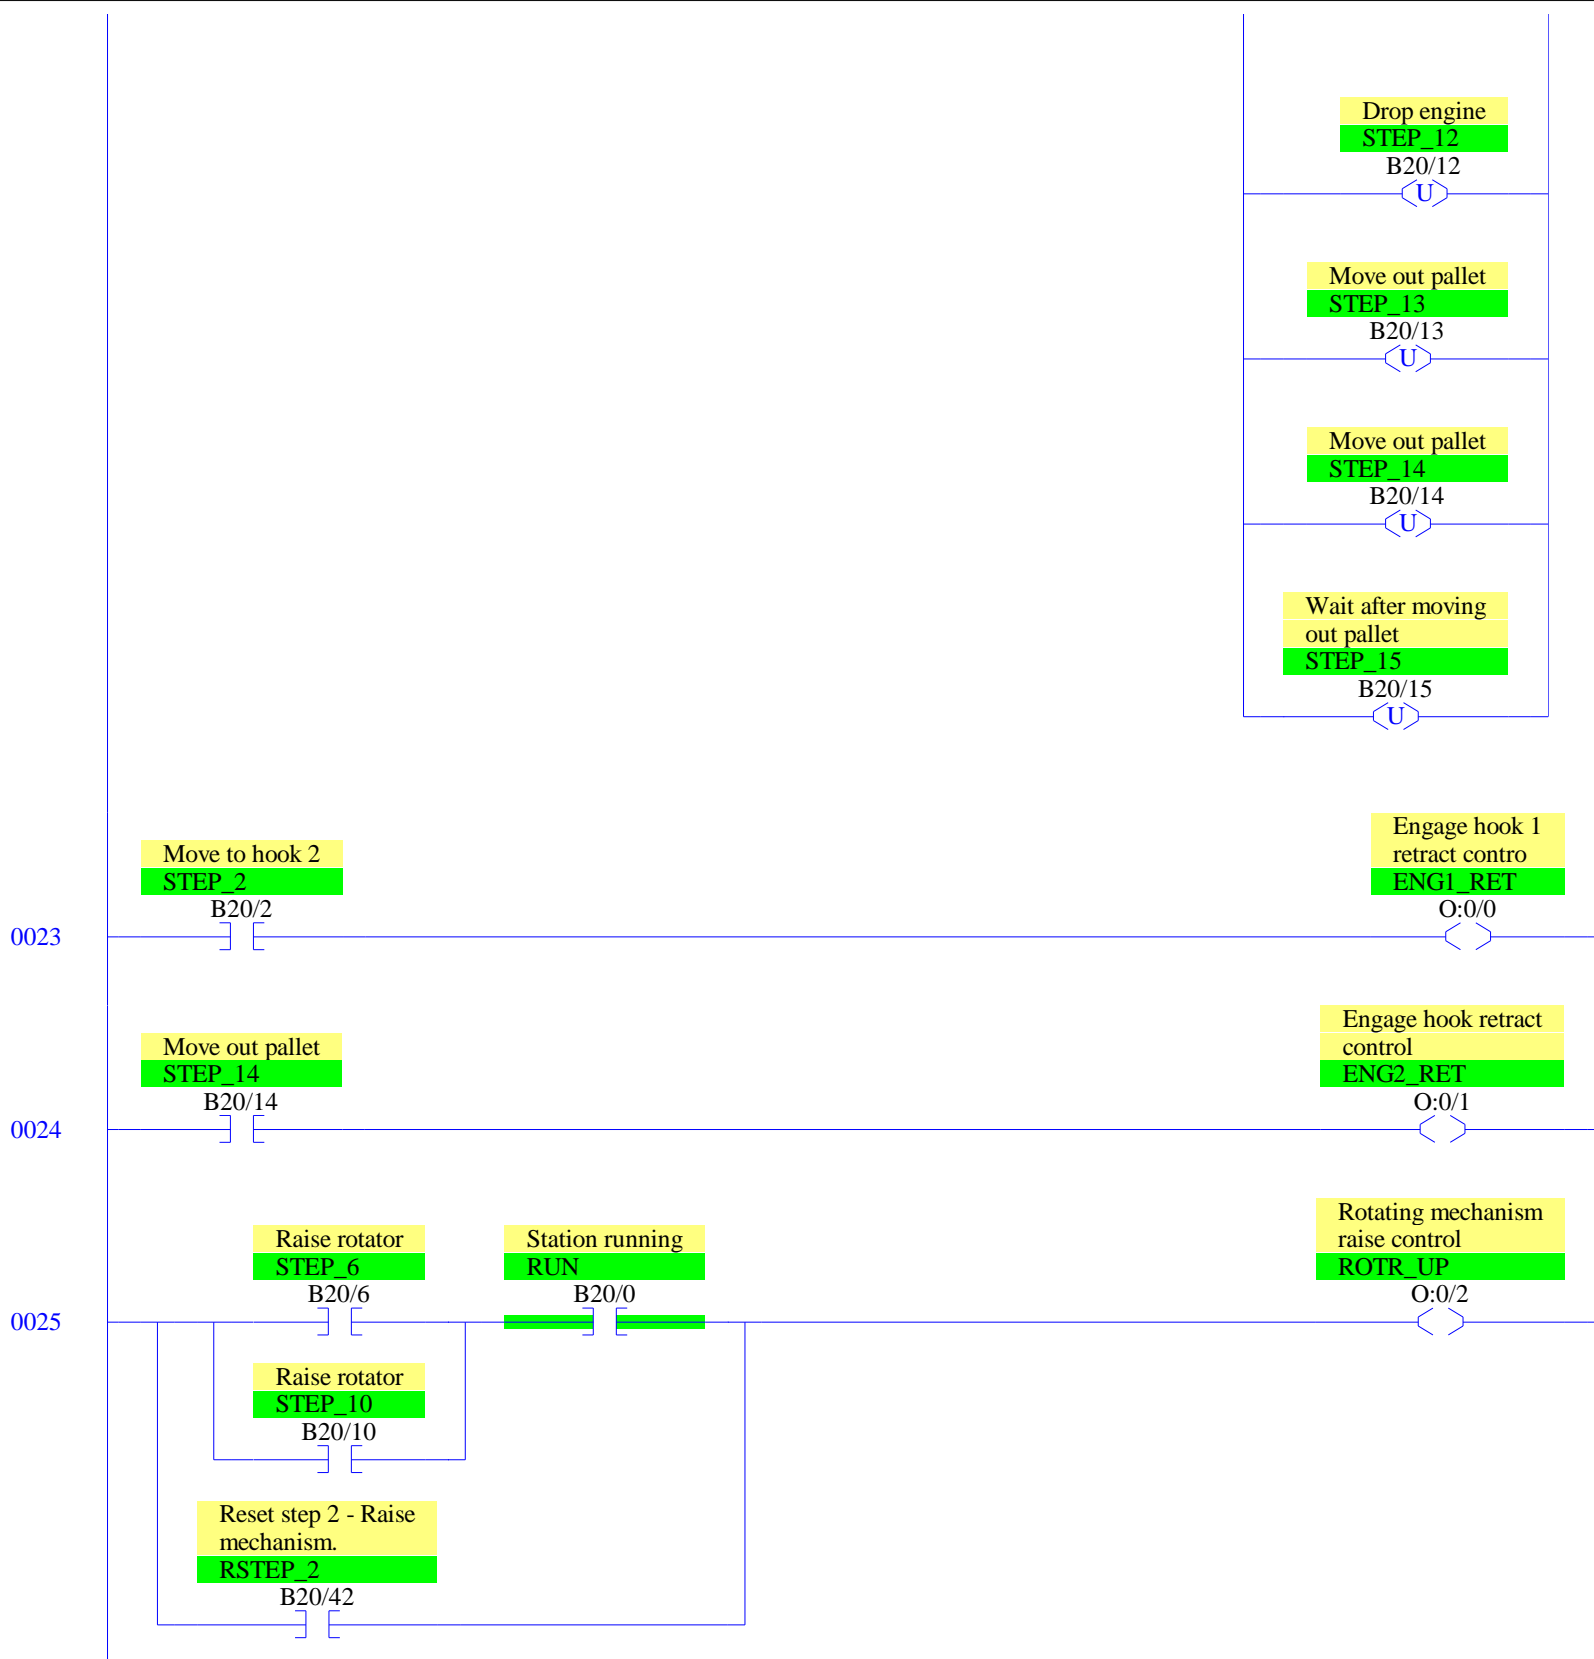 Drop engine
STEP_12
B20/12
U
Move out pallet
STEP_13
B20/13
U
Move out pallet
STEP_14
B20/14
U
Wait after moving
out pallet
STEP_15
B20/15
U
Move to hook 2
STEP_2
B20/2
0023
Engage hook 1
retract contro
ENG1_RET
O:0/0
Move out pallet
STEP_14
B20/14
0024
Engage hook retract
control
ENG2_RET
O:0/1
Raise rotator
STEP_6
B20/6
0025
Station running
RUN
B20/0
Rotating mechanism
raise control
ROTR_UP
O:0/2
Raise rotator
STEP_10
B20/10
Reset step 2 - Raise
mechanism.
RSTEP_2
B20/42